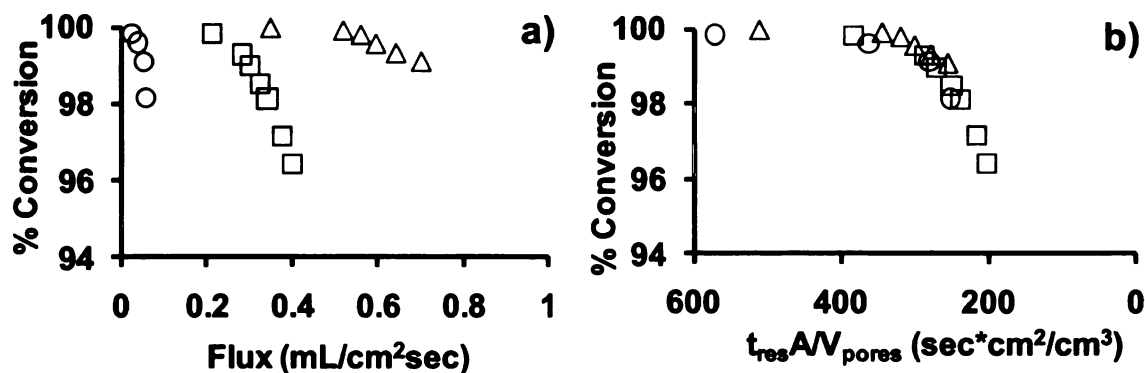 a)
100
98
96
94
% Conversion
0 0.2 0.4 0.6 0.8 1
Flux (mL/cm²sec)
b)
100
98
96
94
% Conversion
600 400 200 0
t_res A/V_pores (sec*cm²/cm³)